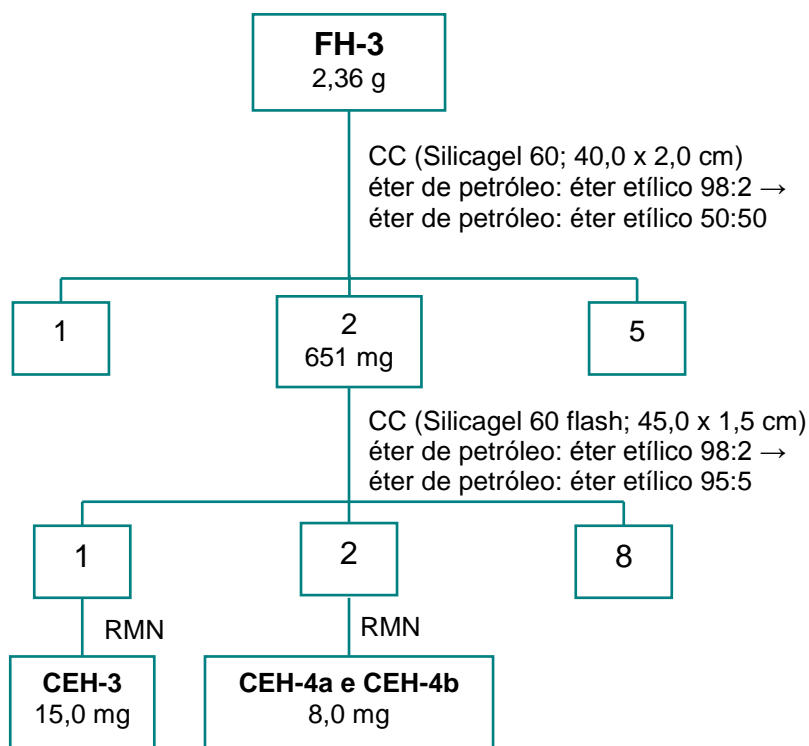 FH-3
2,36 g
CC (Silicagel 60; 40,0 x 2,0 cm)
éter de petróleo: éter etílico 98:2 →
éter de petróleo: éter etílico 50:50
1
2
651 mg
5
CC (Silicagel 60 flash; 45,0 x 1,5 cm)
éter de petróleo: éter etílico 98:2 →
éter de petróleo: éter etílico 95:5
1
2
8
RMN
RMN
CEH-3
15,0 mg
CEH-4a e CEH-4b
8,0 mg